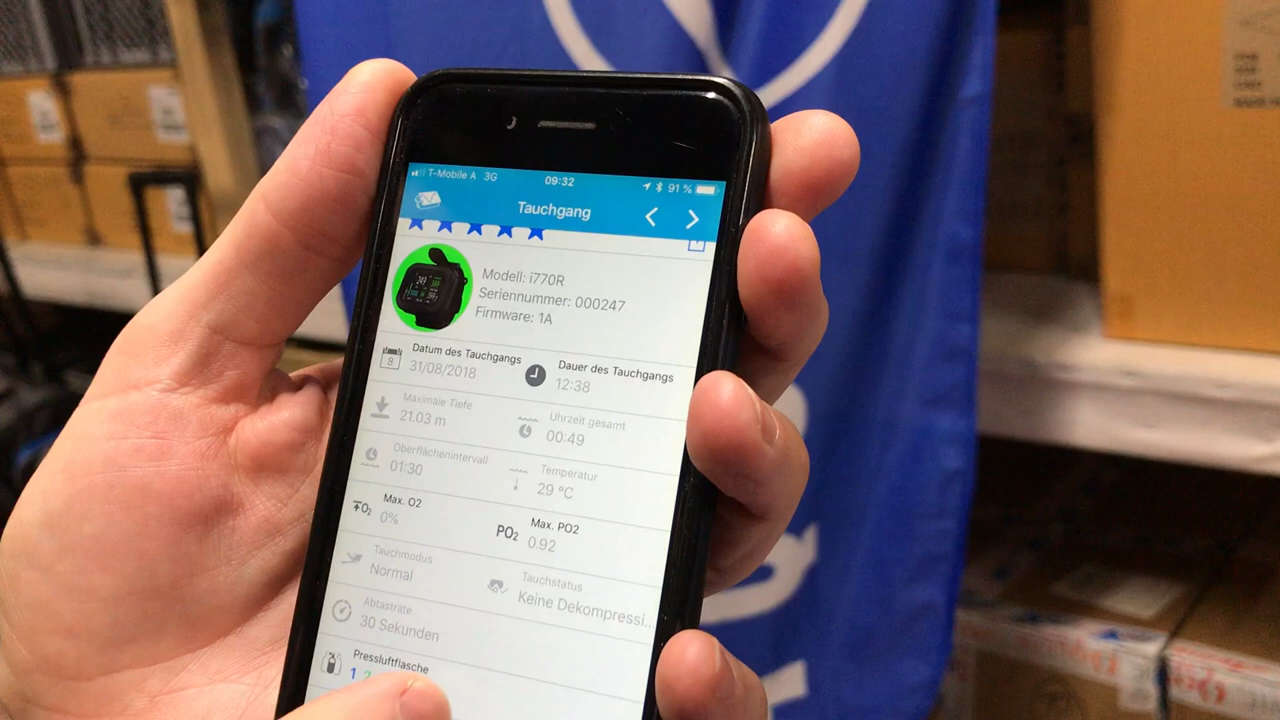 T-Mobile A 3G 09:32 91 %
Tauchgang
Modell: i770R
Seriennummer: 000247
Firmware: 1A
Datum des Tauchgangs
31/08/2018
Dauer des Tauchgangs
12:38
Maximale Tiefe
21.03 m
Uhrzeit gesamt
00:49
Oberflächenintervall
01:30
Temperatur
29 °C
Max. O2
0%
PO2
Max. PO2
0.92
Tauchmodus
Normal
Tauchstatus
Keine Dekompressi..
Abtastrate
30 Sekunden
Pressluftflasche
1 2